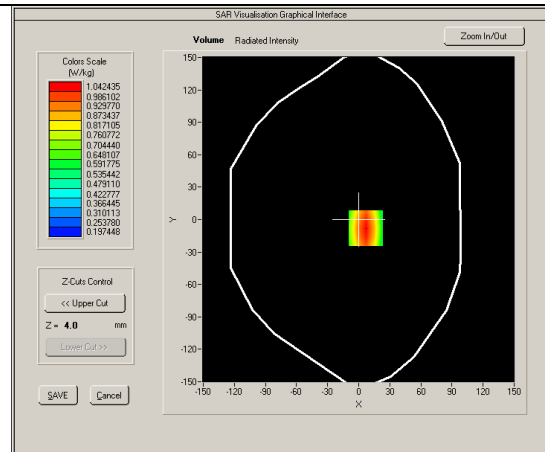 SAR Visualisation Graphical Interface
Volume Radiated Intensity
Zoom In/Out
Colors Scale
(W/kg)
1.042435
0.986102
0.929770
0.873437
0.817105
0.760772
0.704440
0.648107
0.591775
0.535442
0.479110
0.422777
0.366445
0.310113
0.253780
0.197448
Z-Cuts Control
<< Upper Cut
Z = 4.0 mm
Lower Cut >>
SAVE Cancel
150
120
90
60
30
0
-30
-60
-90
-120
-150
Y
-150 -120 -90 -60 -30 0 30 60 90 120 150
X